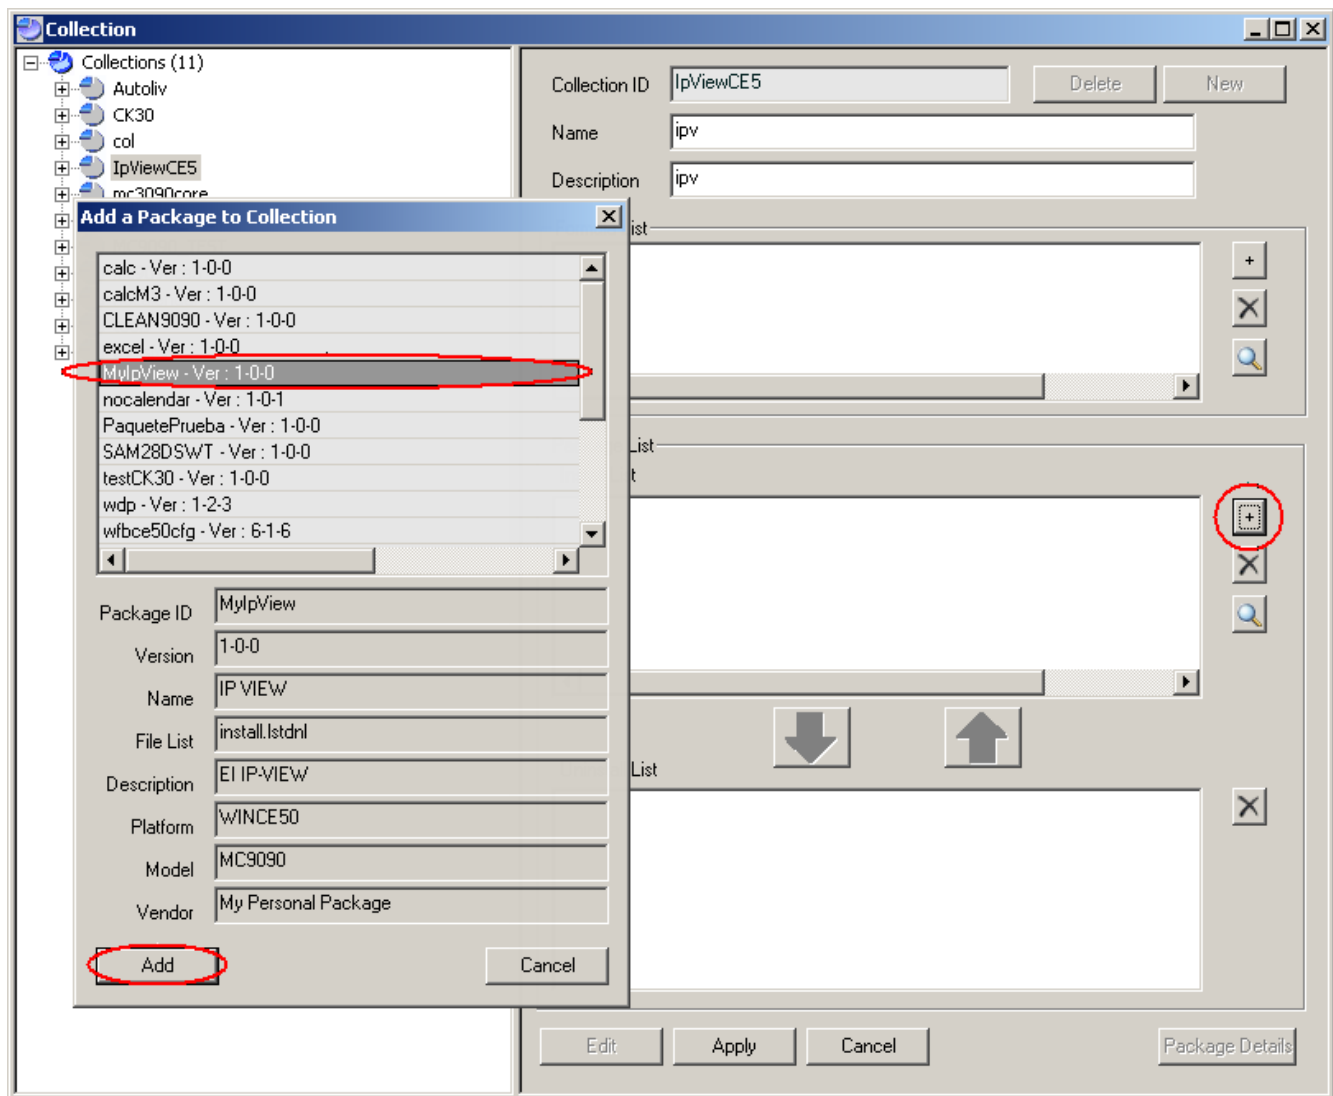 Collection
Collections (11)
Autoliv
CK30
col
IpViewCE5
mc3090core
Collection ID
IpViewCE5
Delete
New
Name
ipv
Description
ipv
ist
+
Add a Package to Collection
calc - Ver : 1-0-0
calcM3 - Ver : 1-0-0
CLEAN9090 - Ver : 1-0-0
excel - Ver : 1-0-0
MyIpView - Ver : 1-0-0
nocalendar - Ver : 1-0-1
PaquetePrueba - Ver : 1-0-0
SAM28DSWT - Ver : 1-0-0
testCK30 - Ver : 1-0-0
wdp - Ver : 1-2-3
wfbce50cfg - Ver : 6-1-6
Package ID
MyIpView
Version
1-0-0
Name
IP VIEW
File List
install.lstdnl
Description
EI IP-VIEW
Platform
WINCE50
Model
MC9090
Vendor
My Personal Package
Add
Cancel
List
t
+
List
Edit
Apply
Cancel
Package Details